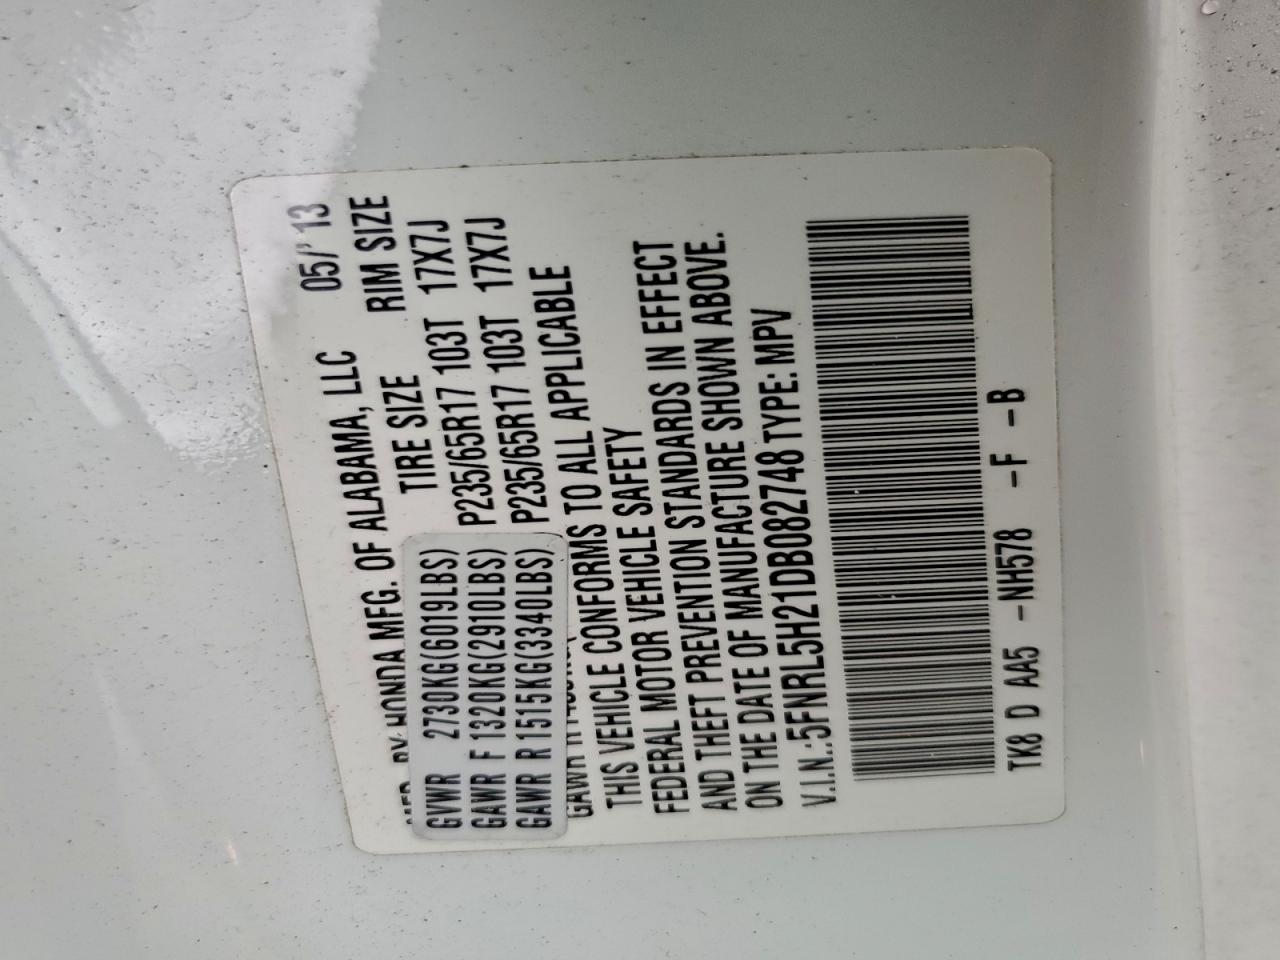 MFD. BY HONDA MFG. OF ALABAMA, LLC 05/'13
TIRE SIZE RIM SIZE
GVWR 2730KG(6019LBS)
GAWR F 1320KG(2910LBS) P235/65R17 103T 17X7J
GAWR R 1515KG(3340LBS) P235/65R17 103T 17X7J
THIS VEHICLE CONFORMS TO ALL APPLICABLE
FEDERAL MOTOR VEHICLE SAFETY
AND THEFT PREVENTION STANDARDS IN EFFECT
ON THE DATE OF MANUFACTURE SHOWN ABOVE.
V.I.N.:5FNRL5H21DB082748 TYPE: MPV
TK8 D AA5 -NH578 -F -B